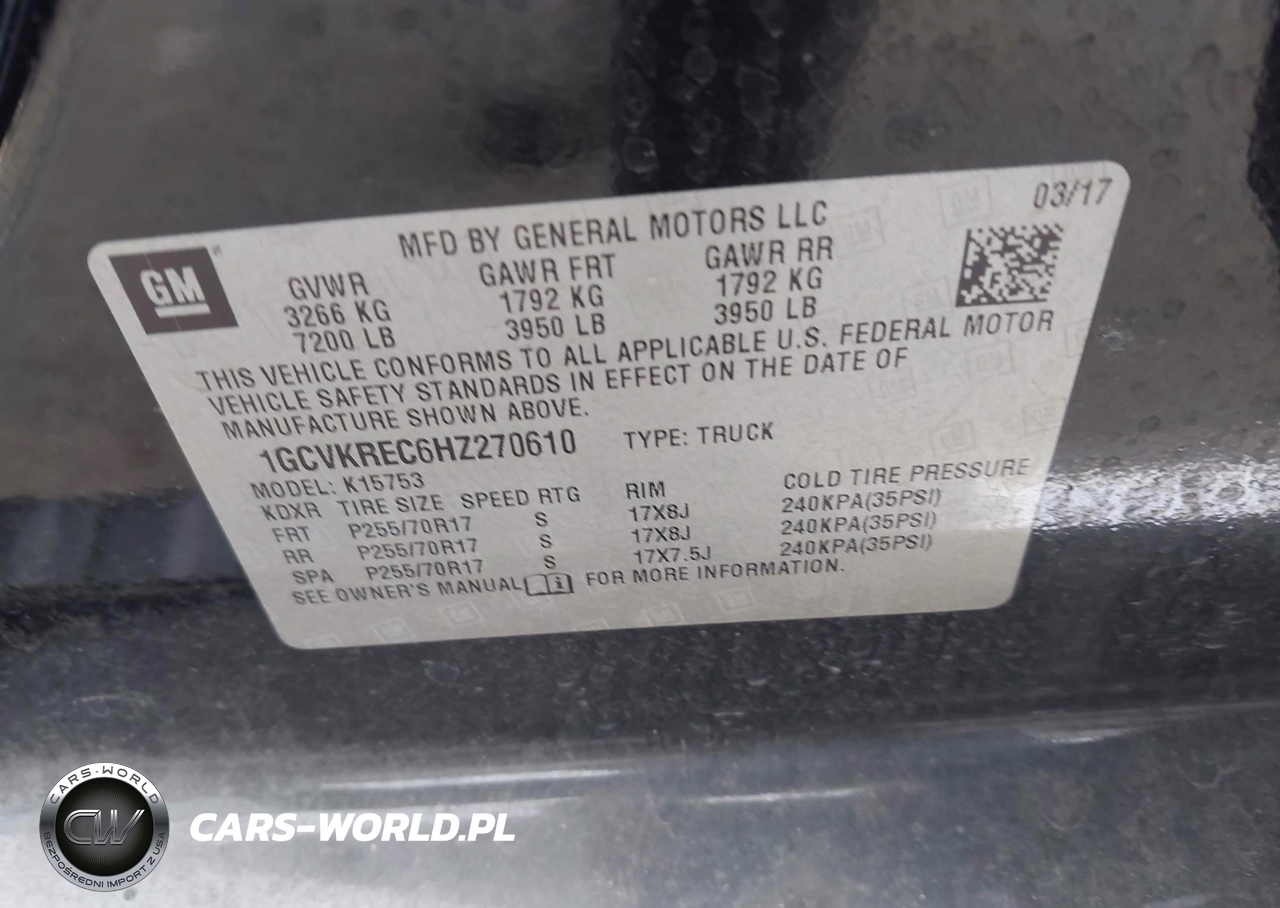 03/17
MFD BY GENERAL MOTORS LLC
GM
GVWR GAWR FRT GAWR RR
3266 KG 1792 KG 1792 KG
7200 LB 3950 LB 3950 LB
THIS VEHICLE CONFORMS TO ALL APPLICABLE U.S. FEDERAL MOTOR
VEHICLE SAFETY STANDARDS IN EFFECT ON THE DATE OF
MANUFACTURE SHOWN ABOVE.
1GCVKREC6HZ270610 TYPE: TRUCK
MODEL: K15753
KDXR TIRE SIZE SPEED RTG RIM COLD TIRE PRESSURE
FRT P255/70R17 S 17X8J 240KPA(35PSI)
RR P255/70R17 S 17X8J 240KPA(35PSI)
SPA P255/70R17 S 17X7.5J 240KPA(35PSI)
SEE OWNER'S MANUAL i FOR MORE INFORMATION.
CARS-WORLD
CW
BEZPOŚREDNI IMPORT Z USA
CARS-WORLD.PL